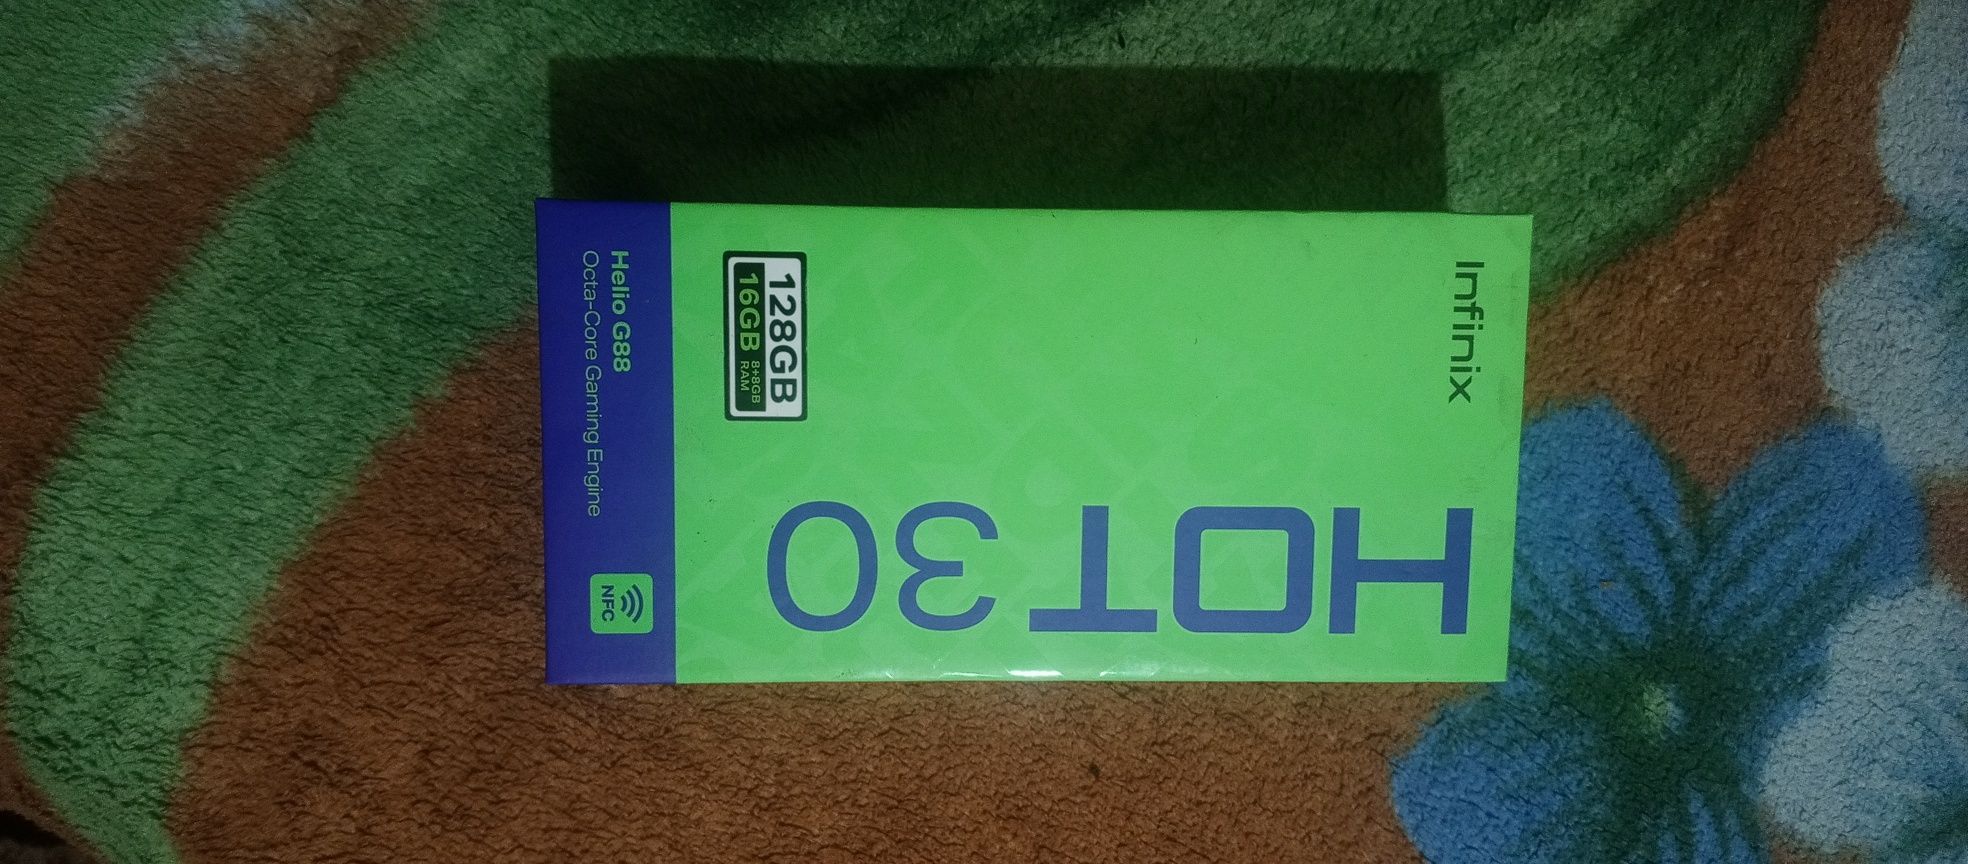 Infinix
HOT 30
128GB
16GB 8+8GB RAM
Helio G88
Octa-Core Gaming Engine
NFC